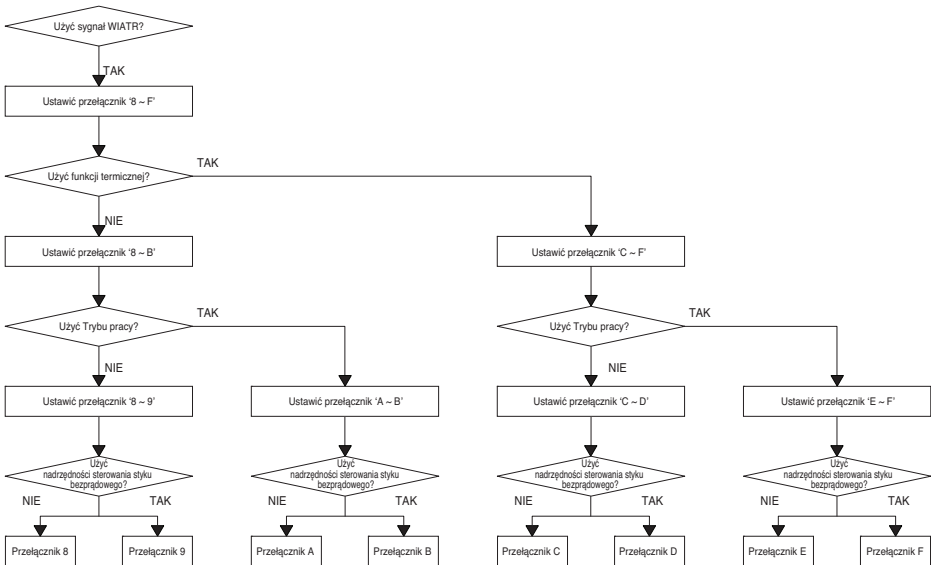 Użyć sygnał WIATR?
TAK
Ustawić przełącznik ‘8 ~ F’
Użyć funkcji termicznej?
TAK
NIE
Ustawić przełącznik ‘8 ~ B’
Ustawić przełącznik ‘C ~ F’
Użyć Trybu pracy?
TAK
Użyć Trybu pracy?
TAK
NIE
NIE
Ustawić przełącznik ‘8 ~ 9’
Ustawić przełącznik ‘A ~ B’
Ustawić przełącznik ‘C ~ D’
Ustawić przełącznik ‘E ~ F’
Użyć
nadrzędności sterowania styku
bezprądowego?
Użyć
nadrzędności sterowania styku
bezprądowego?
Użyć
nadrzędności sterowania styku
bezprądowego?
Użyć
nadrzędności sterowania styku
bezprądowego?
NIE
TAK
NIE
TAK
NIE
TAK
NIE
TAK
Przełącznik 8
Przełącznik 9
Przełącznik A
Przełącznik B
Przełącznik C
Przełącznik D
Przełącznik E
Przełącznik F